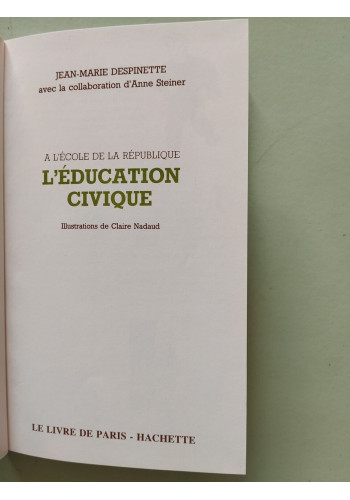 JEAN-MARIE DESPINETTE
avec la collaboration d'Anne Steiner
A L'ÉCOLE DE LA RÉPUBLIQUE
L'ÉDUCATION
CIVIQUE
Illustrations de Claire Nadaud
LE LIVRE DE PARIS - HACHETTE